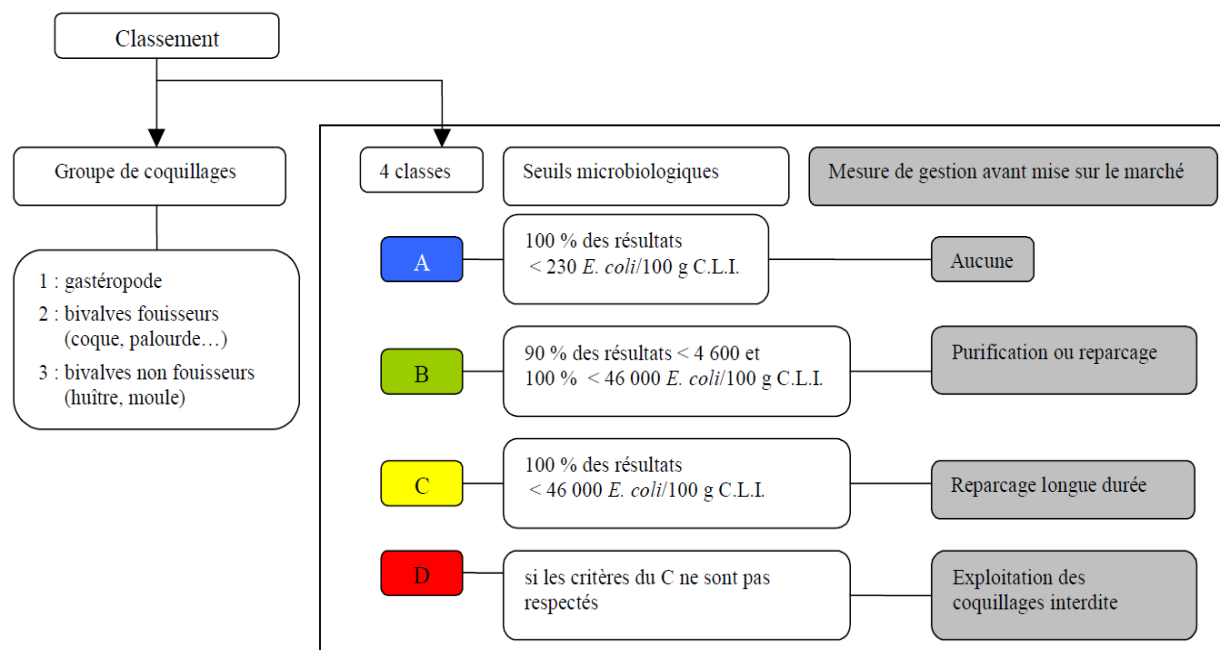 Classement
Groupe de coquillages
1 : gastéropode
2 : bivalves fouisseurs
(coque, palourde…)
3 : bivalves non fouisseurs
(huître, moule)
4 classes
Seuils microbiologiques
Mesure de gestion avant mise sur le marché
A
100 % des résultats
< 230 E. coli/100 g C.L.I.
Aucune
B
90 % des résultats < 4 600 et
100 % < 46 000 E. coli/100 g C.L.I.
Purification ou reparcage
C
100 % des résultats
< 46 000 E. coli/100 g C.L.I.
Reparcage longue durée
D
si les critères du C ne sont pas
respectés
Exploitation des
coquillages interdite